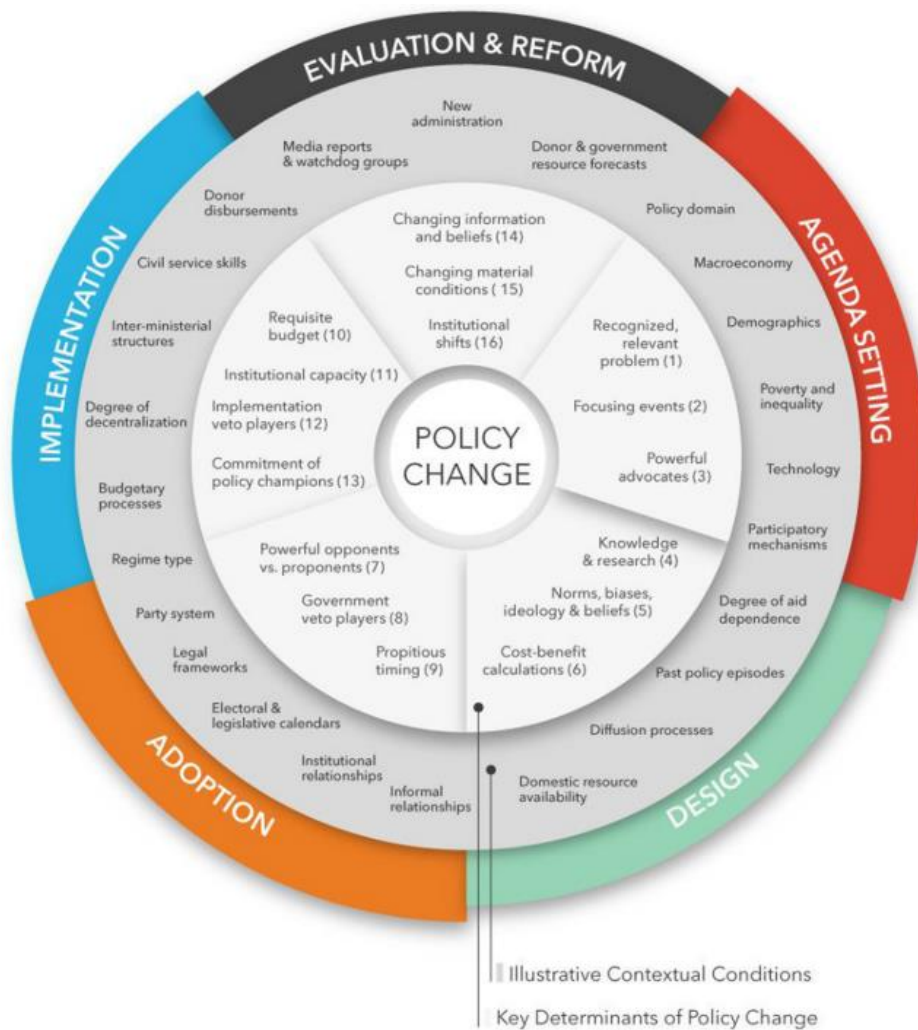 EVALUATION & REFORM
AGENDA SETTING
DESIGN
ADOPTION
IMPLEMENTATION
New
administration
Donor & government
resource forecasts
Policy domain
Macroeconomy
Demographics
Poverty and
inequality
Technology
Participatory
mechanisms
Degree of aid
dependence
Past policy episodes
Diffusion processes
Domestic resource
availability
Informal
relationships
Institutional
relationships
Electoral &
legislative calendars
Legal
frameworks
Party system
Regime type
Budgetary
processes
Degree of
decentralization
Inter-ministerial
structures
Civil service skills
Donor
disbursements
Media reports
& watchdog groups
Changing information
and beliefs (14)
Changing material
conditions ( 15)
Institutional
shifts (16)
Recognized,
relevant
problem (1)
Focusing events (2)
Powerful
advocates (3)
Knowledge
& research (4)
Norms, biases,
ideology & beliefs (5)
Cost-benefit
calculations (6)
Powerful opponents
vs. proponents (7)
Government
veto players (8)
Propitious
timing (9)
Requisite
budget (10)
Institutional capacity (11)
Implementation
veto players (12)
Commitment of
policy champions (13)
POLICY
CHANGE
Illustrative Contextual Conditions
Key Determinants of Policy Change